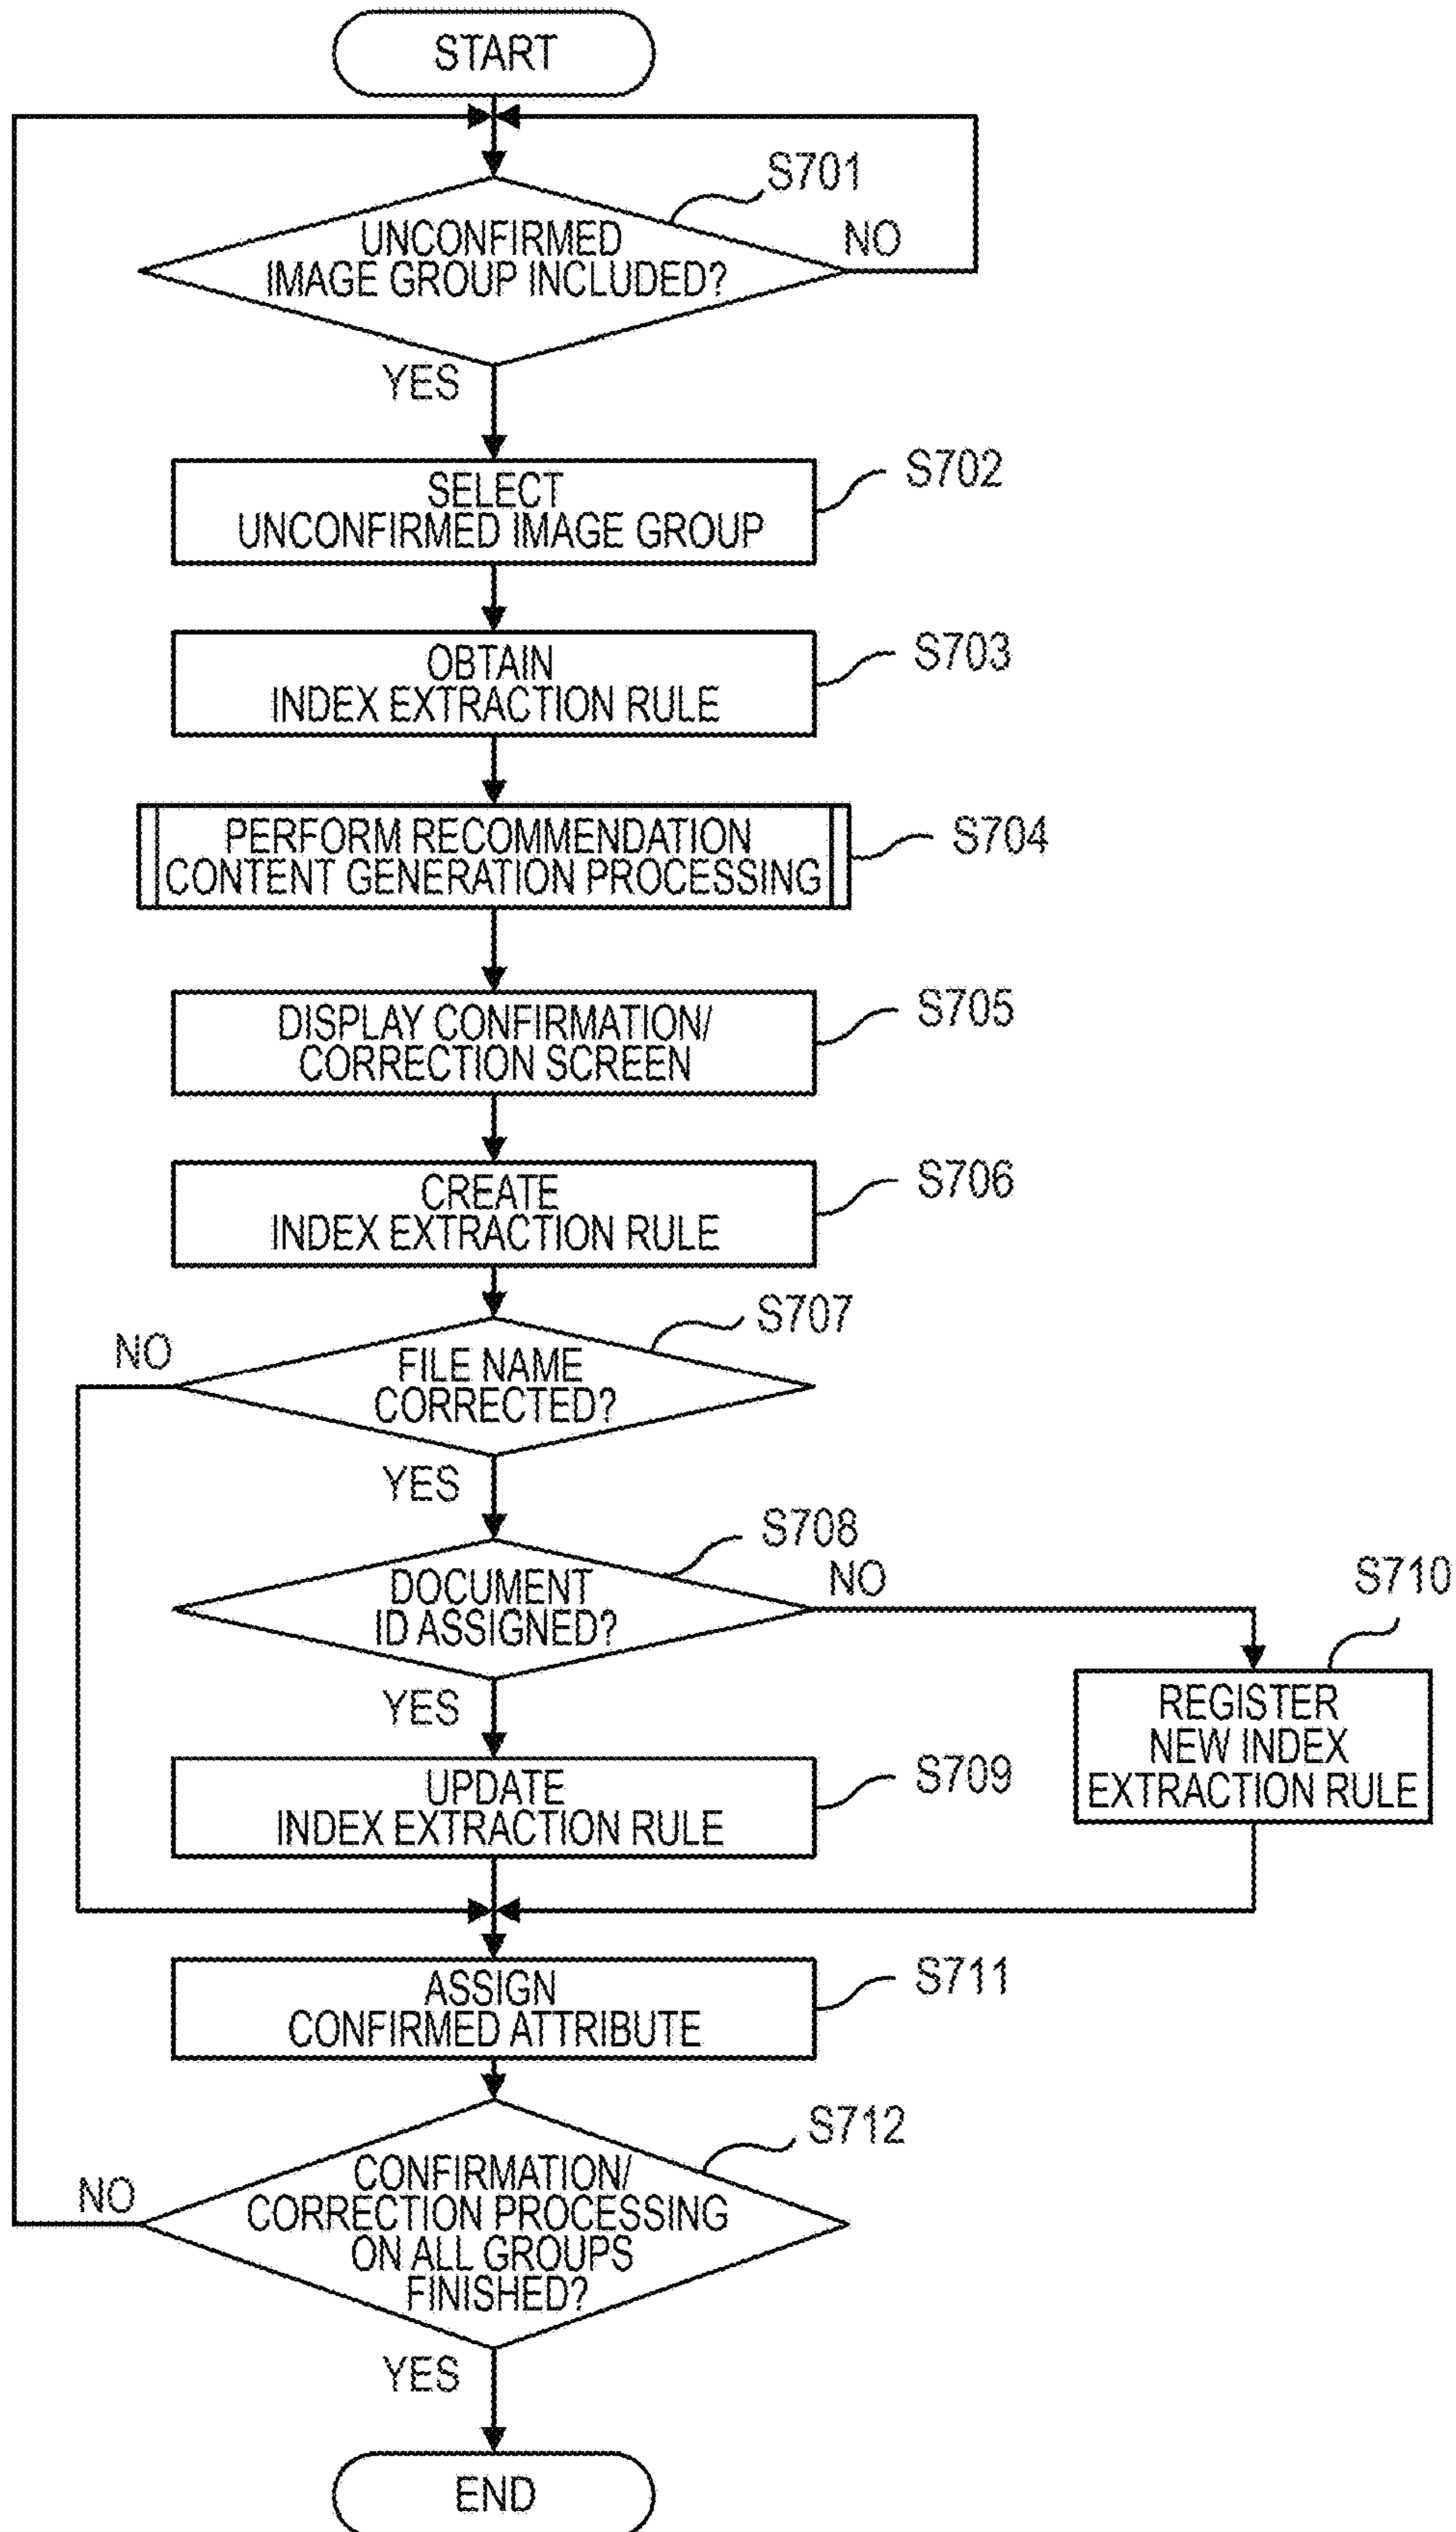 START
S701
UNCONFIRMED
IMAGE GROUP INCLUDED?
NO
YES
S702
SELECT
UNCONFIRMED IMAGE GROUP
S703
OBTAIN
INDEX EXTRACTION RULE
S704
PERFORM RECOMMENDATION
CONTENT GENERATION PROCESSING
S705
DISPLAY CONFIRMATION/
CORRECTION SCREEN
S706
CREATE
INDEX EXTRACTION RULE
S707
NO
FILE NAME
CORRECTED?
YES
S708
DOCUMENT
ID ASSIGNED?
NO
S710
YES
REGISTER
NEW INDEX
EXTRACTION RULE
S709
UPDATE
INDEX EXTRACTION RULE
S711
ASSIGN
CONFIRMED ATTRIBUTE
S712
NO
CONFIRMATION/
CORRECTION PROCESSING
ON ALL GROUPS
FINISHED?
YES
END